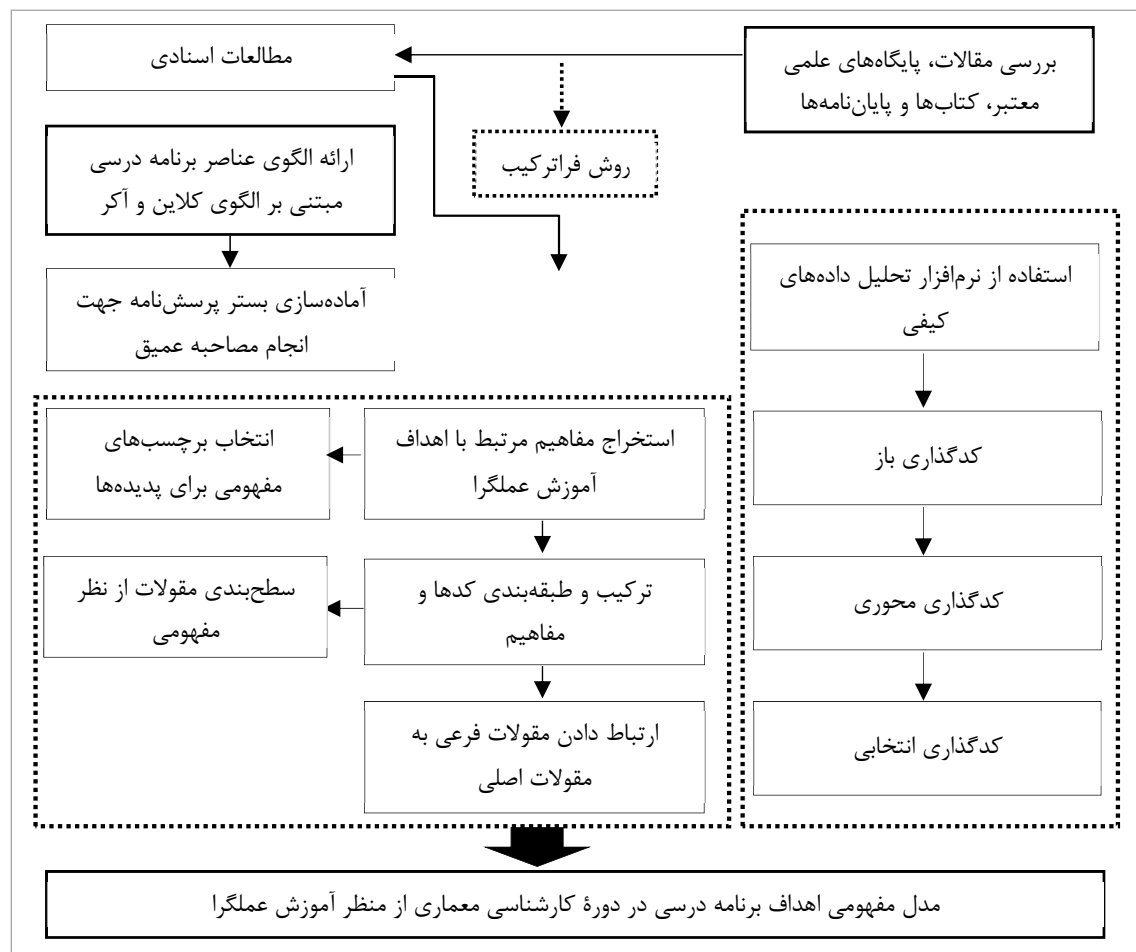 بررسی مقالات، پایگاه‌های علمی
معتبر، کتاب‌ها و پایان‌نامه‌ها
مطالعات اسنادی
روش فراترکیب
ارائه الگوی عناصر برنامه درسی
مبتنی بر الگوی کلاین و آکر
آماده‌سازی بستر پرسش‌نامه جهت
انجام مصاحبه عمیق
استفاده از نرم‌افزار تحلیل داده‌های
کیفی
کدگذاری باز
کدگذاری محوری
کدگذاری انتخابی
استخراج مفاهیم مرتبط با اهداف
آموزش عملگرا
انتخاب برچسب‌های
مفهومی برای پدیده‌ها
ترکیب و طبقه‌بندی کدها و
مفاهیم
سطح‌بندی مقولات از نظر
مفهومی
ارتباط دادن مقولات فرعی به
مقولات اصلی
مدل مفهومی اهداف برنامه درسی در دورۀ کارشناسی معماری از منظر آموزش عملگرا